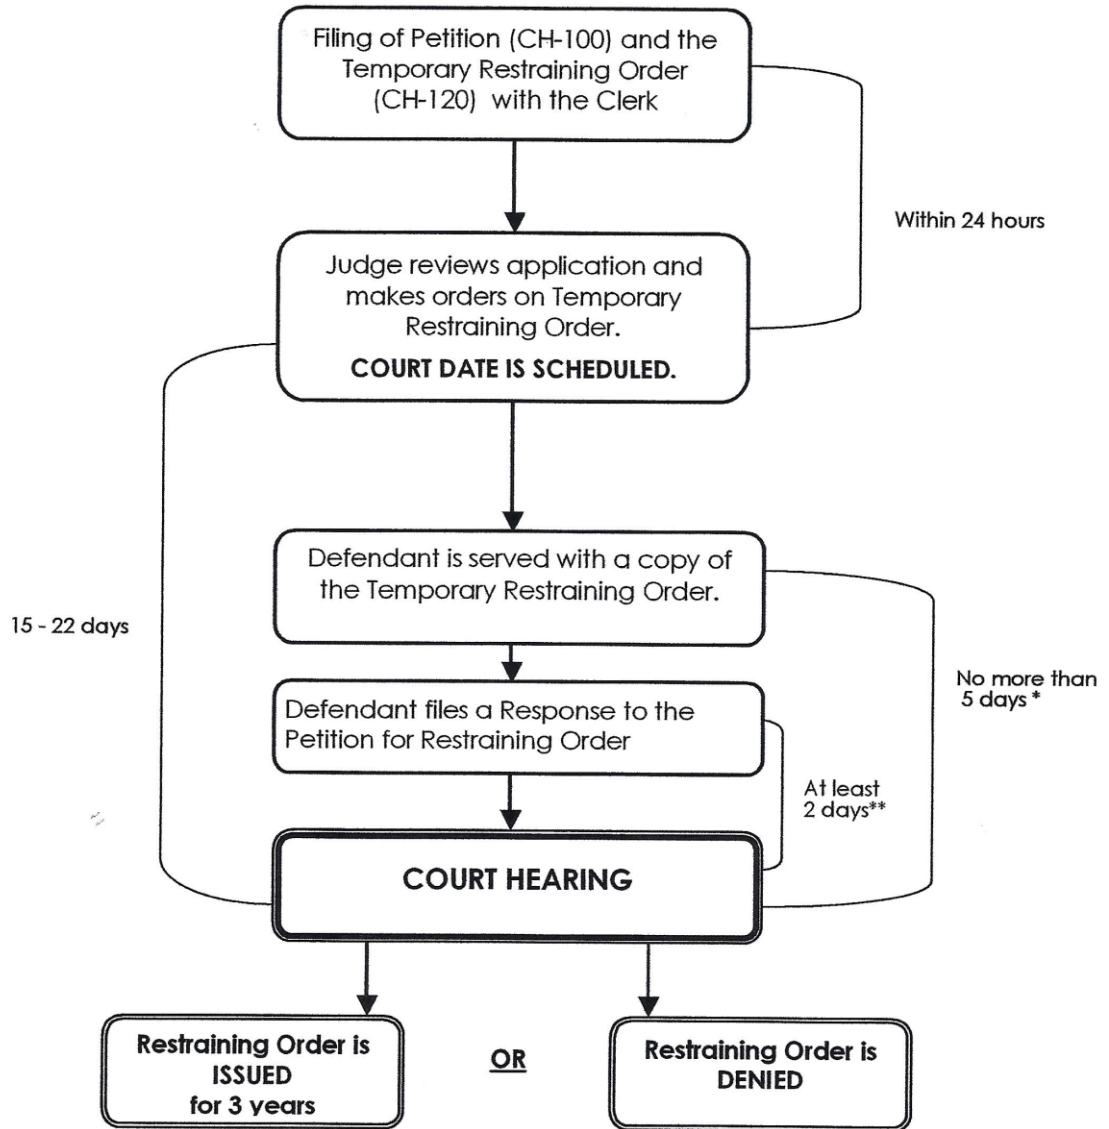 Filing of Petition (CH-100) and the
Temporary Restraining Order
(CH-120) with the Clerk
Within 24 hours
Judge reviews application and
makes orders on Temporary
Restraining Order.
COURT DATE IS SCHEDULED.
Defendant is served with a copy of
the Temporary Restraining Order.
15 - 22 days
No more than
5 days *
Defendant files a Response to the
Petition for Restraining Order
At least
2 days**
COURT HEARING
Restraining Order is
ISSUED
for 3 years
OR
Restraining Order is
DENIED